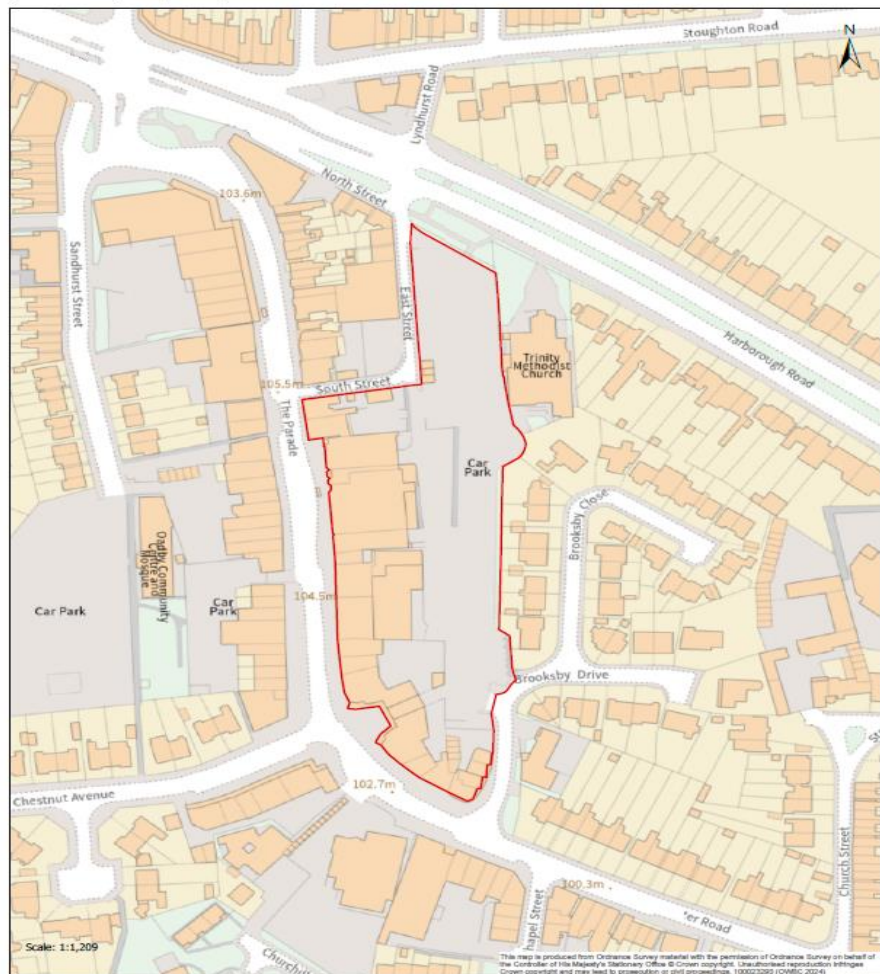 Stoughton Road
N
Lyndhurst Road
North Street
103.6m
Sandhurst Street
East Street
Harborough Road
Trinity
Methodist
Church
South Street
105.5m
The Parade
Car
Park
Brooksby Close
Oadby Community
Centre and
Mosque
Car Park
Car
Park
104.5m
Brooksby Drive
102.7m
Chestnut Avenue
Church Street
100.3m
er Road
hapel Street
Church
Scale: 1:1,209
This map is produced from Ordnance Survey material with the permission of Ordnance Survey on behalf of
the Controller of His Majesty's Stationery Office © Crown copyright. Unauthorised reproduction infringes
Crown copyright and may lead to prosecution or civil proceedings. 100023293 (OWBC 2024)